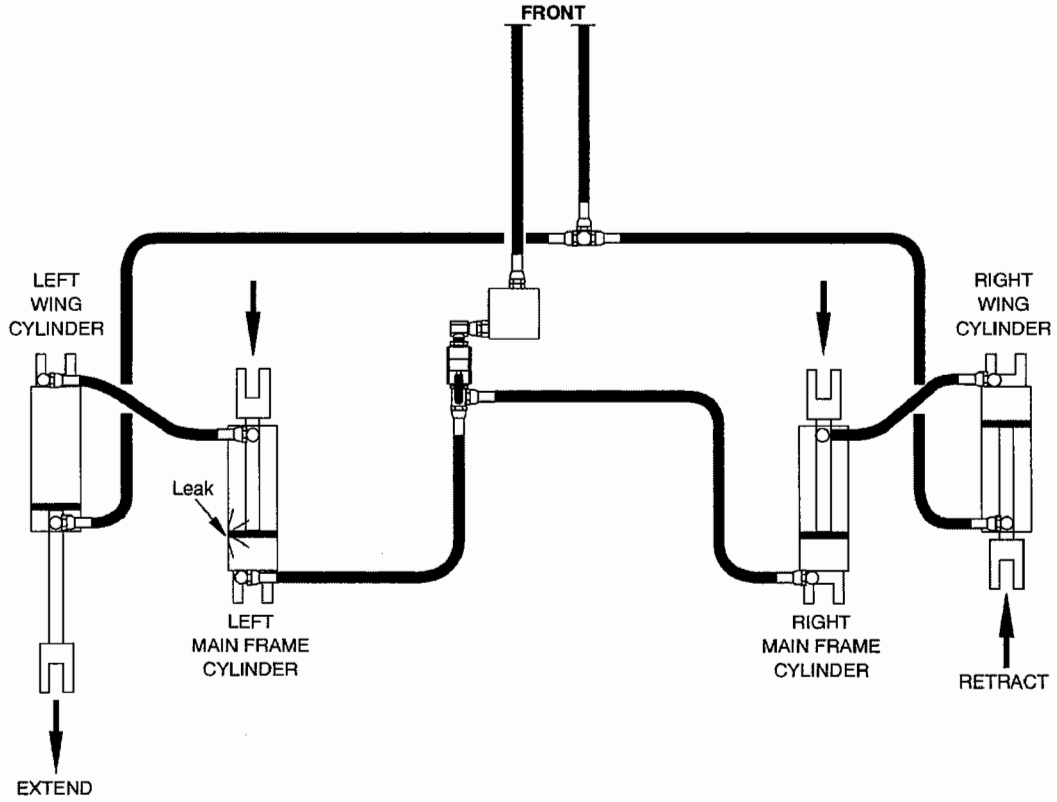 FRONT
LEFT
WING
CYLINDER
RIGHT
WING
CYLINDER
Leak
LEFT
MAIN FRAME
CYLINDER
RIGHT
MAIN FRAME
CYLINDER
RETRACT
EXTEND